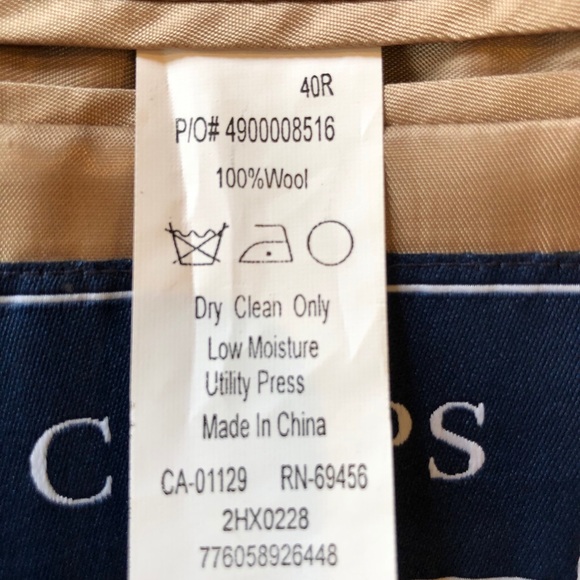 40R
P/O# 4900008516
100%Wool
Dry Clean Only
Low Moisture
Utility Press
Made In China
CA-01129 RN-69456
2HX0228
776058926448
C PS